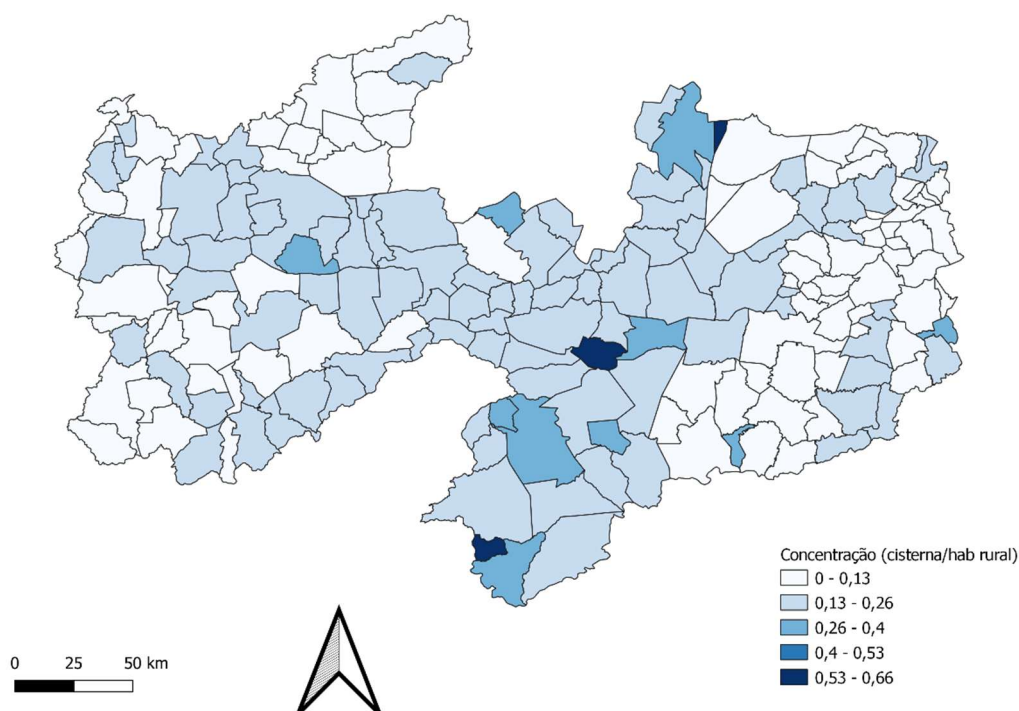 Concentração (cisterna/hab rural)
0 - 0,13
0,13 - 0,26
0,26 - 0,4
0,4 - 0,53
0,53 - 0,66
0 25 50 km